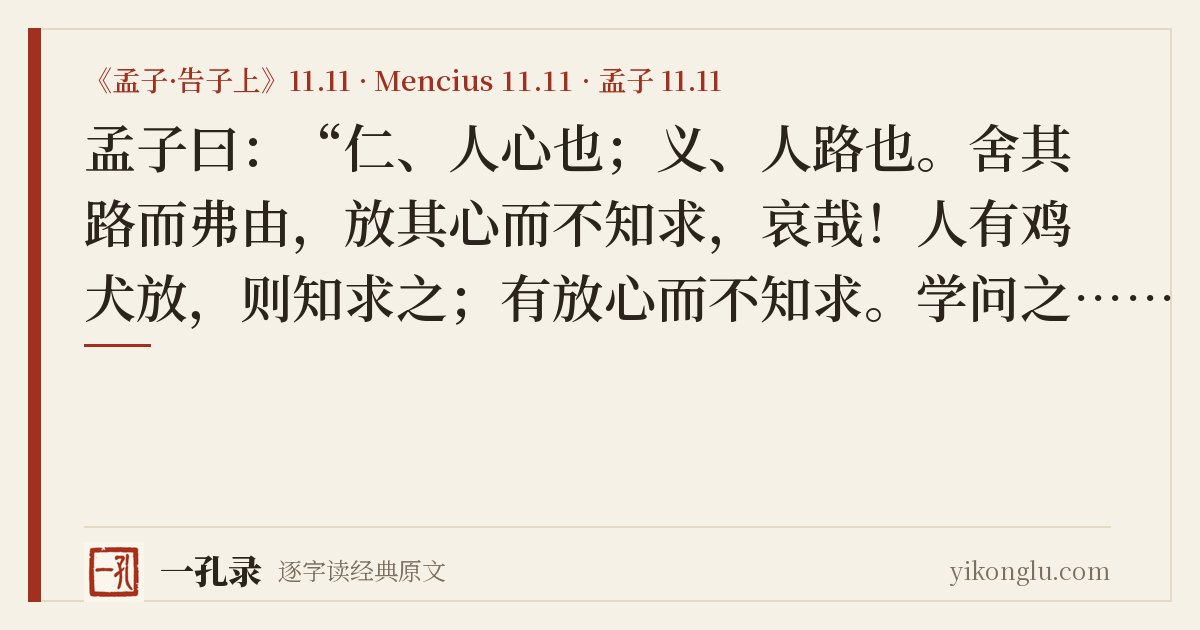 《孟子·告子上》11.11 · Mencius 11.11 · 孟子 11.11
孟子曰：“仁、人心也；义、人路也。舍其
路而弗由，放其心而不知求，哀哉！人有鸡
犬放，则知求之；有放心而不知求。学问之……
一孔
一孔录 逐字读经典原文
yikonglu.com